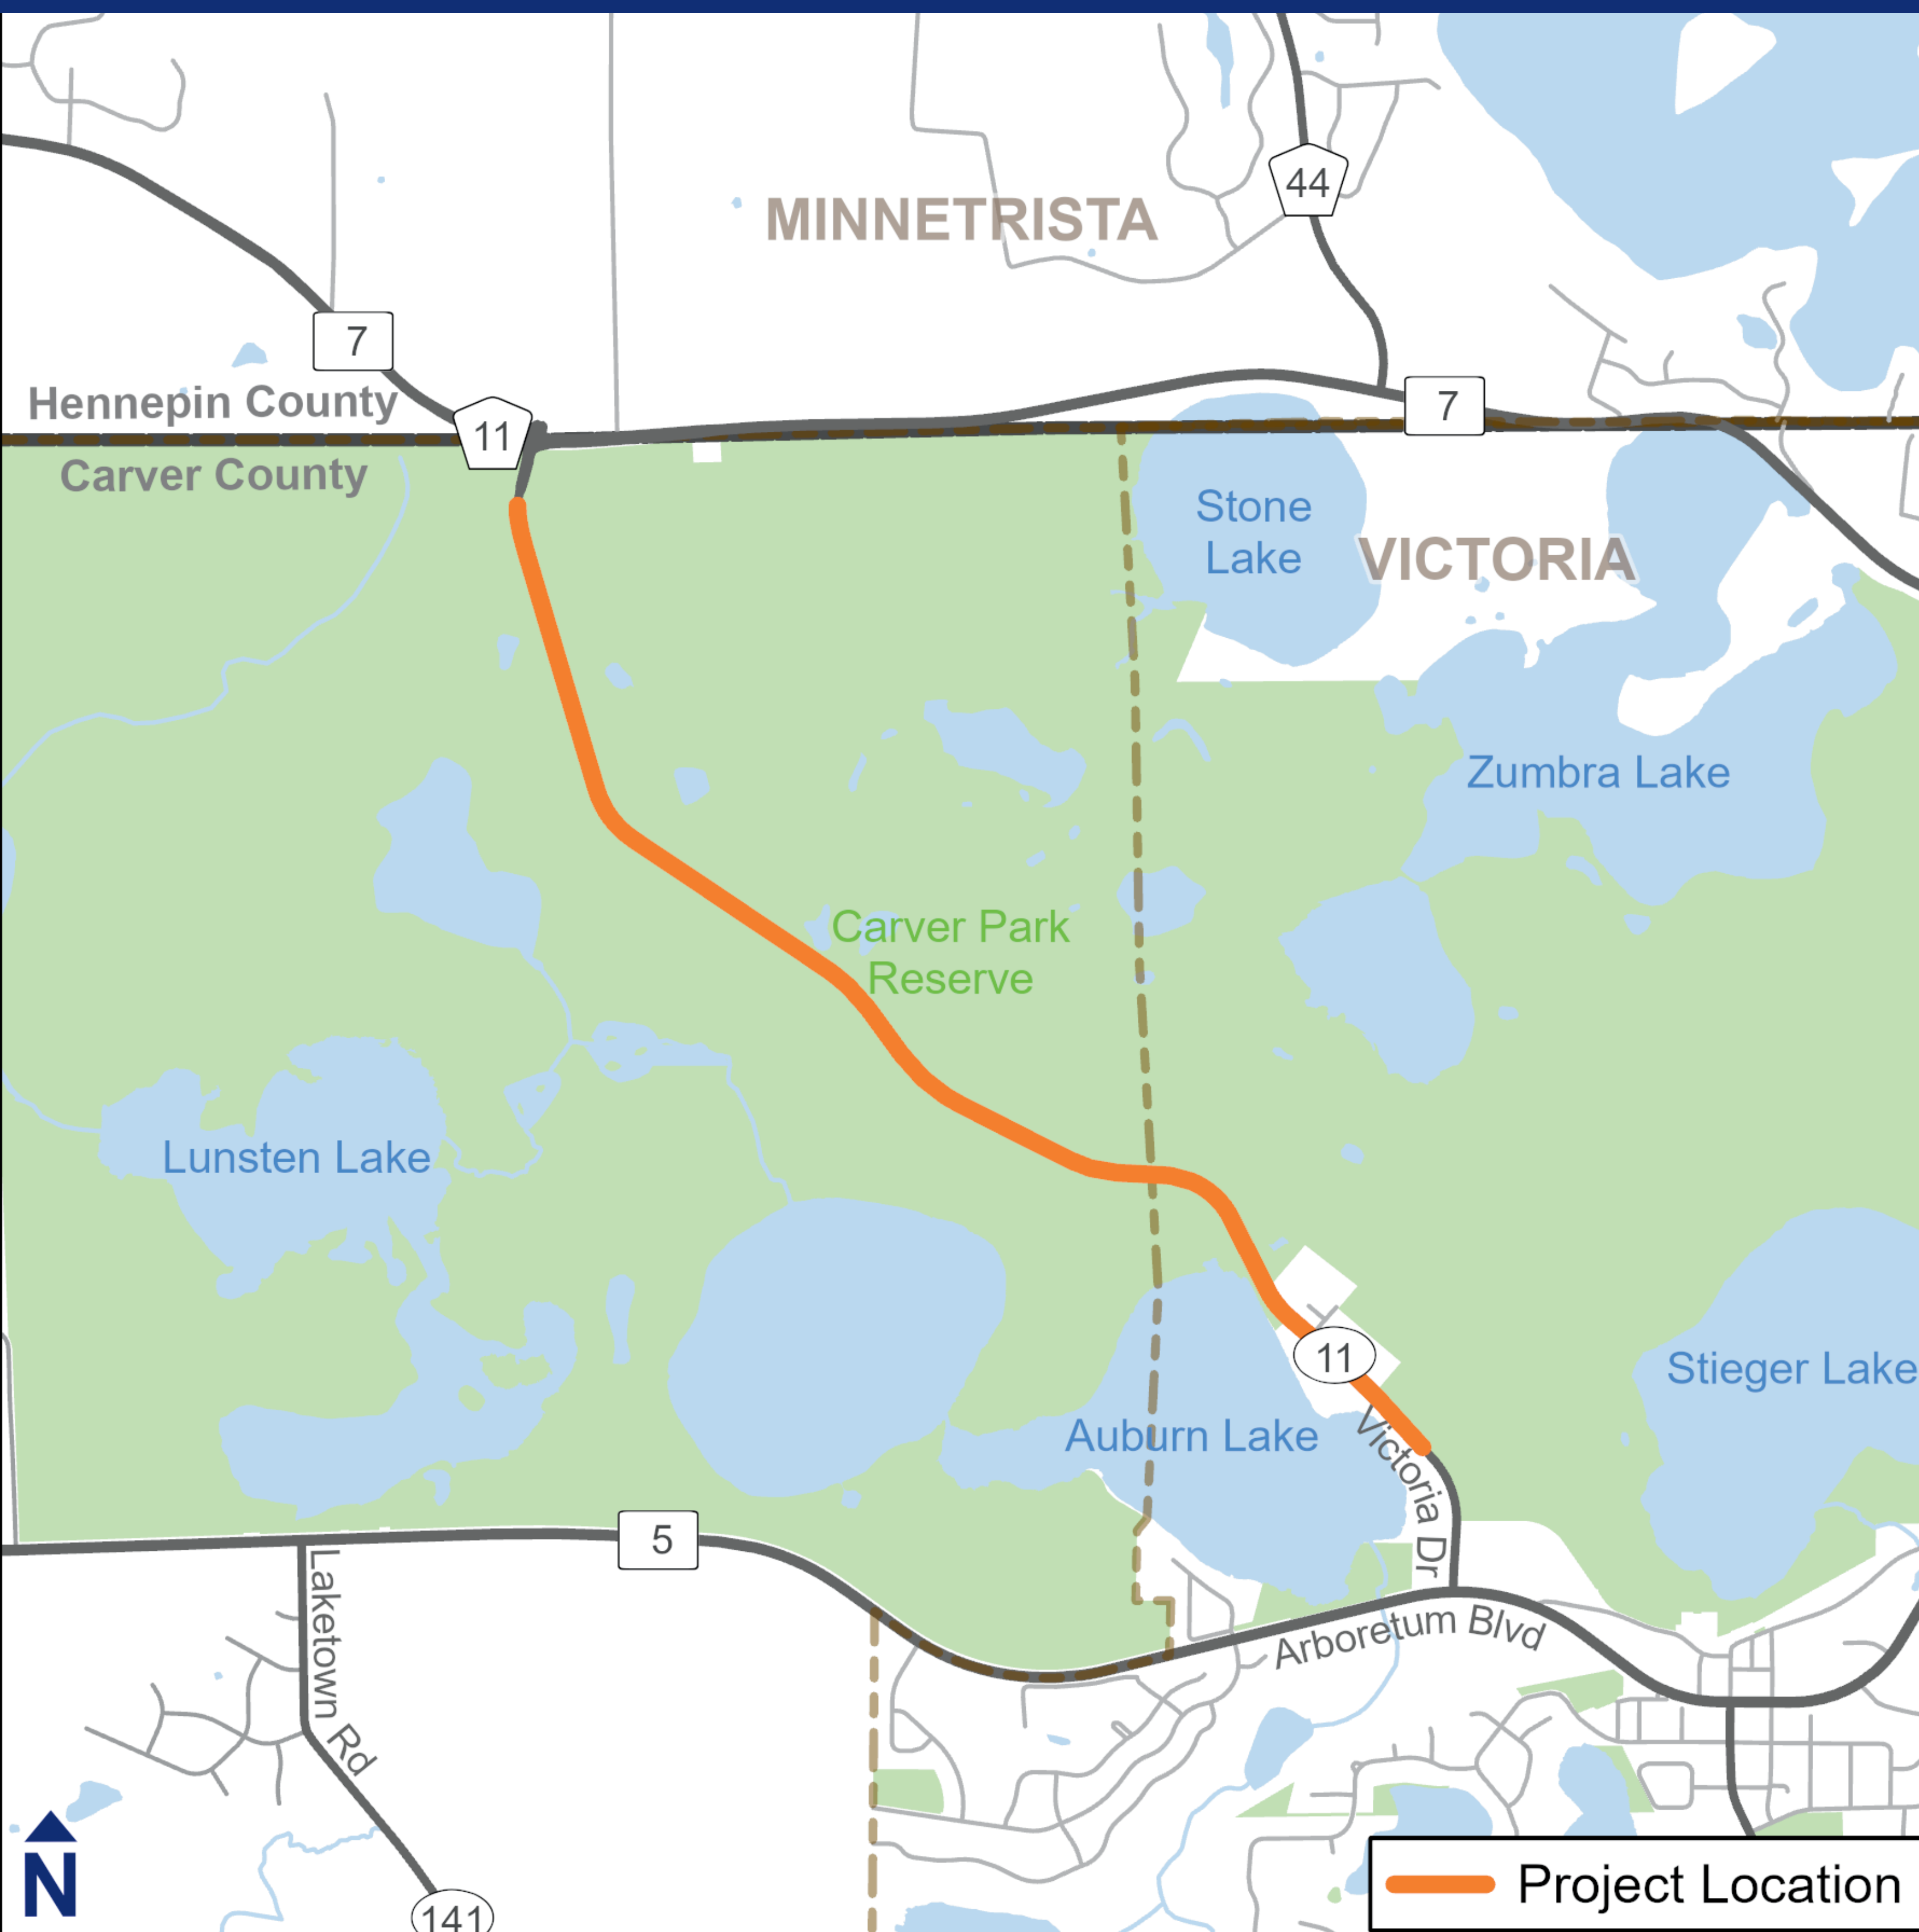 44
MINNETRISTA
7
Hennepin County
7
11
Carver County
Stone
Lake
VICTORIA
Zumbra Lake
Carver Park
Reserve
Lunsten Lake
11
Stieger Lake
Auburn Lake
Victoria Dr
5
Laketown Rd
Arboretum Blvd
N
Project Location
141